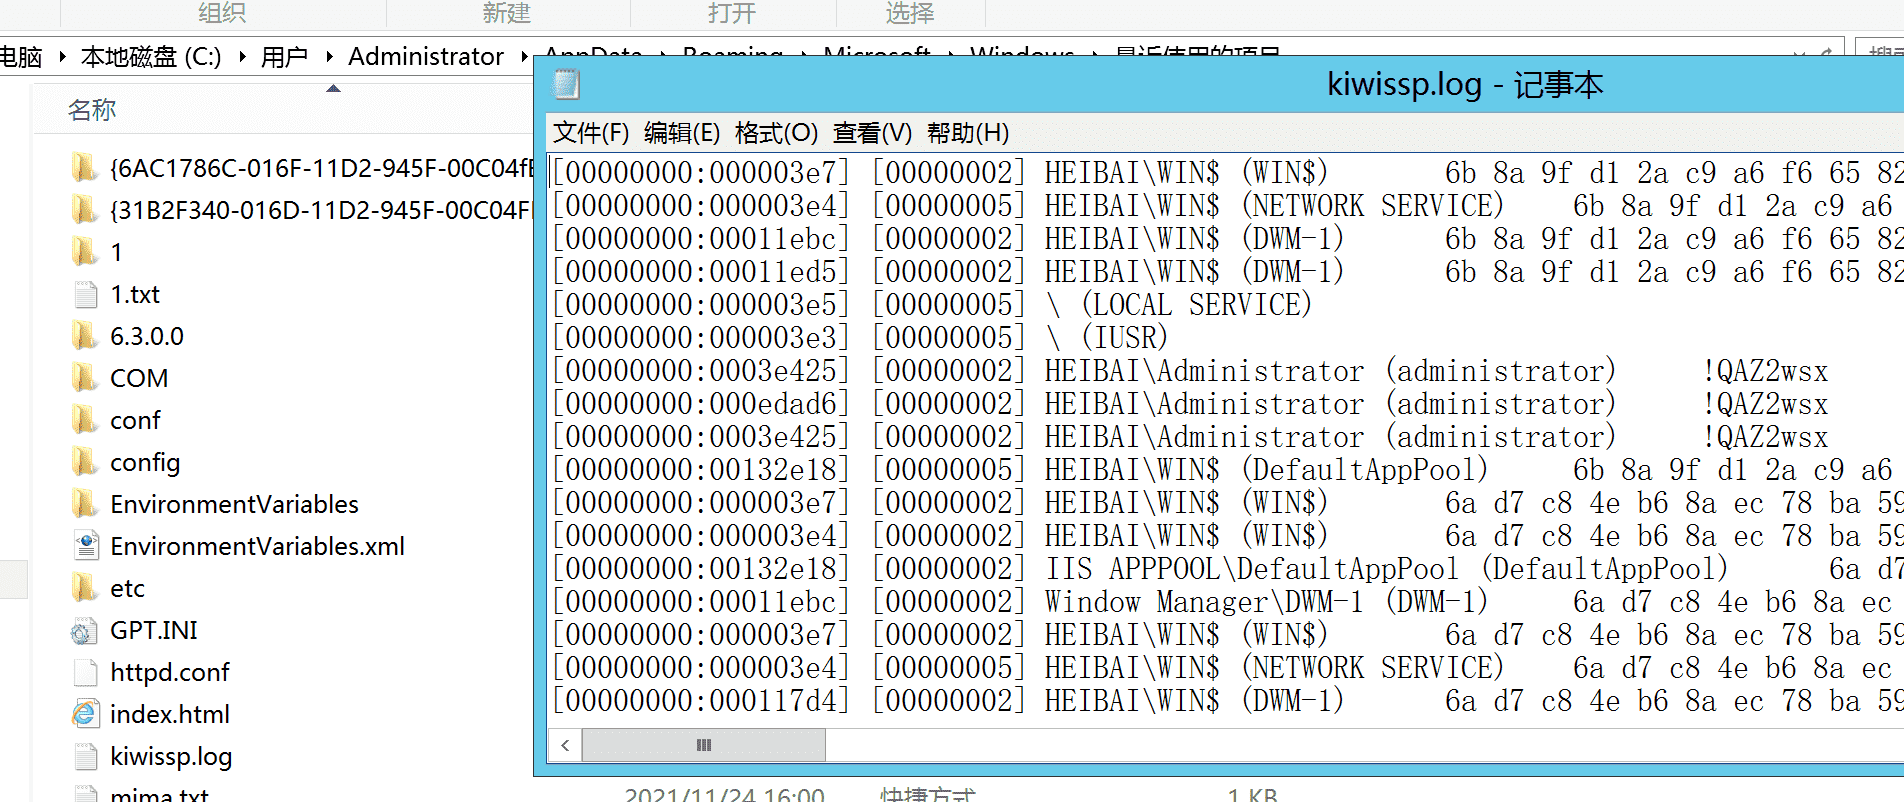 组织 新建 打开 选择
电脑 本地磁盘 (C:) 用户 Administrator AppData Roaming Microsoft Windows 最近使用的项目
名称
{6AC1786C-016F-11D2-945F-00C04fB
{31B2F340-016D-11D2-945F-00C04F
1
1.txt
6.3.0.0
COM
conf
config
EnvironmentVariables
EnvironmentVariables.xml
etc
GPT.INI
httpd.conf
index.html
kiwissp.log
mima.txt 2021/11/24 16:00 快捷方式 1 KB
kiwissp.log - 记事本
文件(F) 编辑(E) 格式(O) 查看(V) 帮助(H)
[00000000:000003e7] [00000002] HEIBAI\WIN$ (WIN$) 6b 8a 9f d1 2a c9 a6 f6 65 82
[00000000:000003e4] [00000005] HEIBAI\WIN$ (NETWORK SERVICE) 6b 8a 9f d1 2a c9 a6
[00000000:00011ebc] [00000002] HEIBAI\WIN$ (DWM-1) 6b 8a 9f d1 2a c9 a6 f6 65 82
[00000000:00011ed5] [00000002] HEIBAI\WIN$ (DWM-1) 6b 8a 9f d1 2a c9 a6 f6 65 82
[00000000:000003e5] [00000005] \ (LOCAL SERVICE)
[00000000:000003e3] [00000005] \ (IUSR)
[00000000:0003e425] [00000002] HEIBAI\Administrator (administrator) !QAZ2wsx
[00000000:000edad6] [00000002] HEIBAI\Administrator (administrator) !QAZ2wsx
[00000000:0003e425] [00000002] HEIBAI\Administrator (administrator) !QAZ2wsx
[00000000:00132e18] [00000005] HEIBAI\WIN$ (DefaultAppPool) 6b 8a 9f d1 2a c9 a6
[00000000:000003e7] [00000002] HEIBAI\WIN$ (WIN$) 6a d7 c8 4e b6 8a ec 78 ba 59
[00000000:000003e4] [00000002] HEIBAI\WIN$ (WIN$) 6a d7 c8 4e b6 8a ec 78 ba 59
[00000000:00132e18] [00000002] IIS APPPOOL\DefaultAppPool (DefaultAppPool) 6a d7
[00000000:00011ebc] [00000002] Window Manager\DWM-1 (DWM-1) 6a d7 c8 4e b6 8a ec
[00000000:000003e7] [00000002] HEIBAI\WIN$ (WIN$) 6a d7 c8 4e b6 8a ec 78 ba 59
[00000000:000003e4] [00000005] HEIBAI\WIN$ (NETWORK SERVICE) 6a d7 c8 4e b6 8a ec
[00000000:000117d4] [00000002] HEIBAI\WIN$ (DWM-1) 6a d7 c8 4e b6 8a ec 78 ba 59